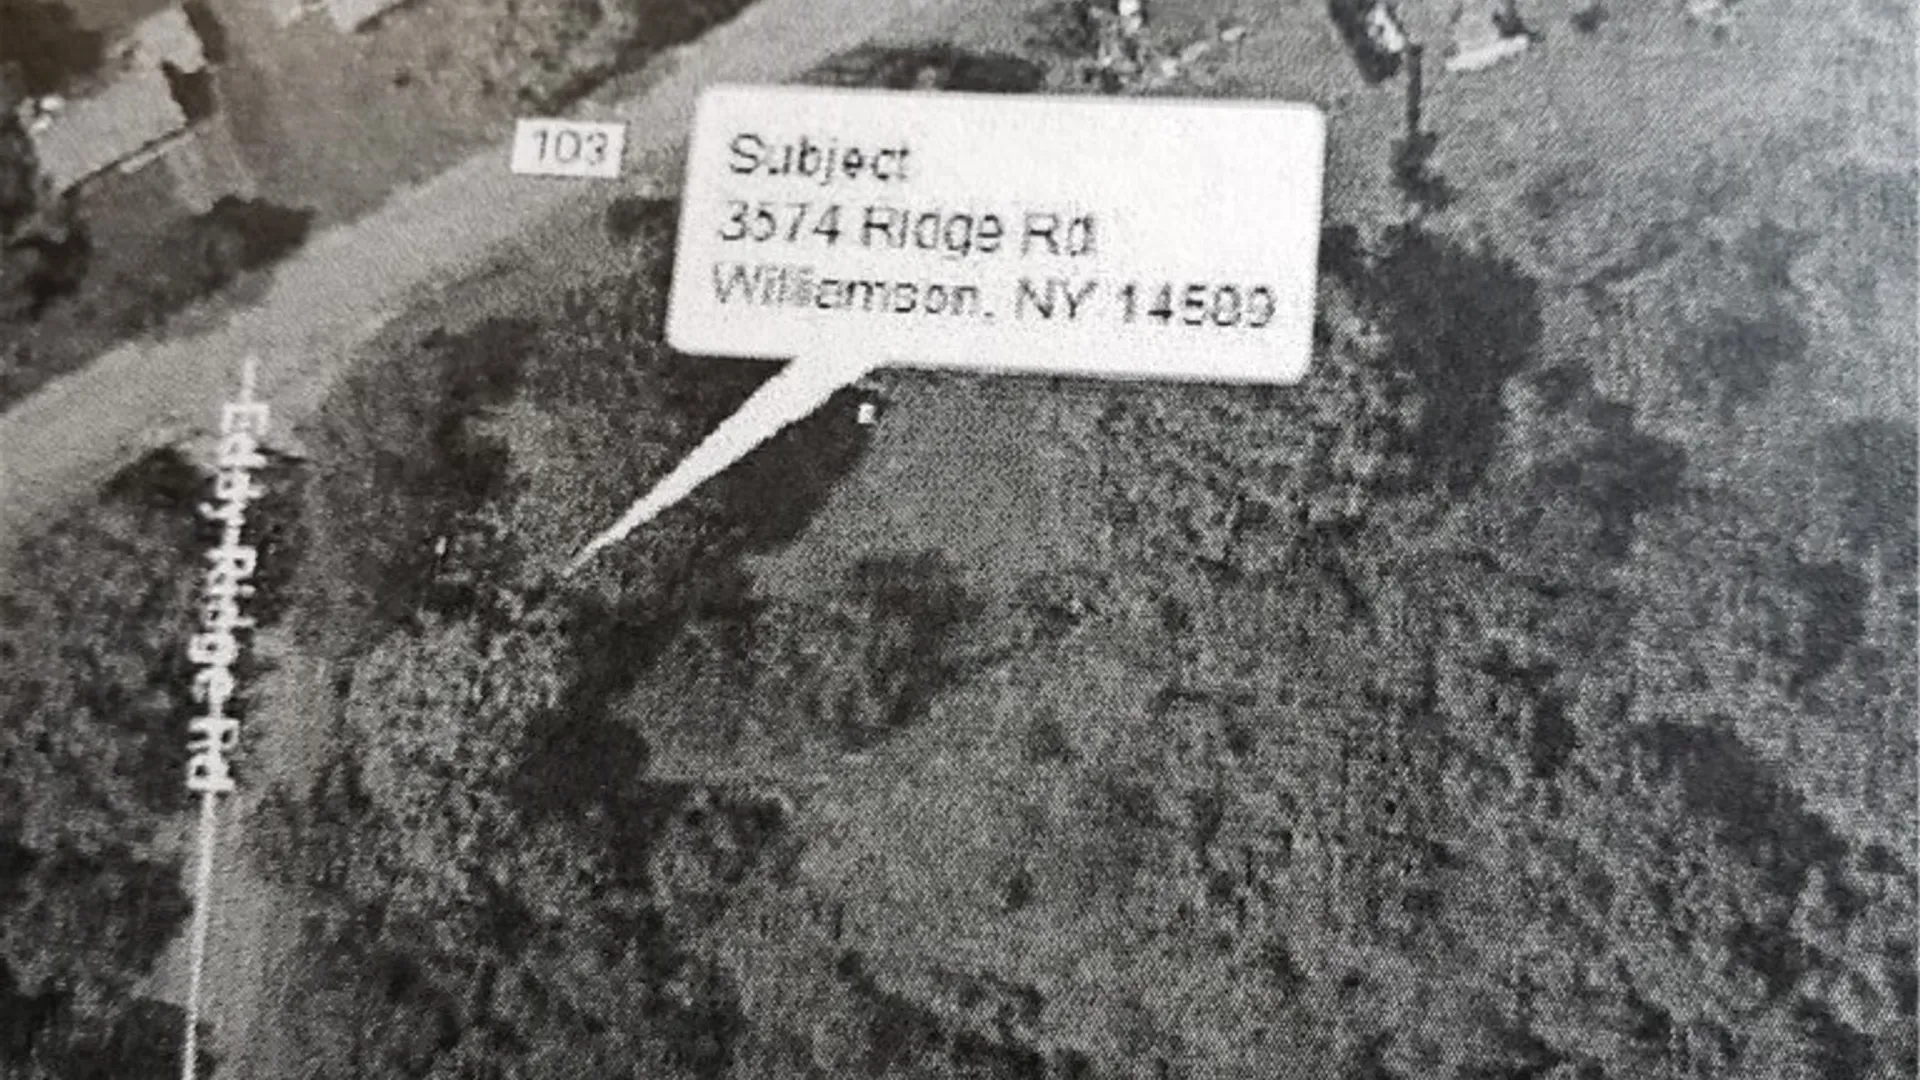 103
Subject
3574 Ridge Rd
Williamson, NY 14589
Eddy Ridge Rd